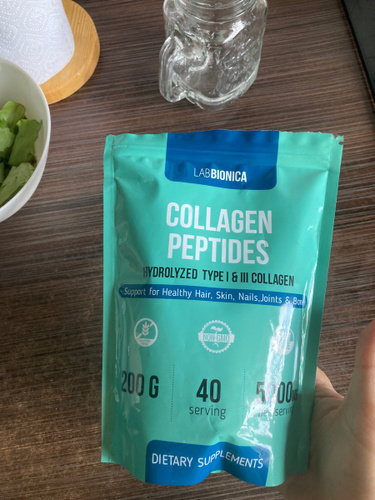 LABBIONICA
COLLAGEN
PEPTIDES
HYDROLYZED TYPE I & III COLLAGEN
Support for Healthy Hair, Skin, Nails, Joints &
NON GMO
200 G
40
serving
DIETARY SUPPLEMENTS